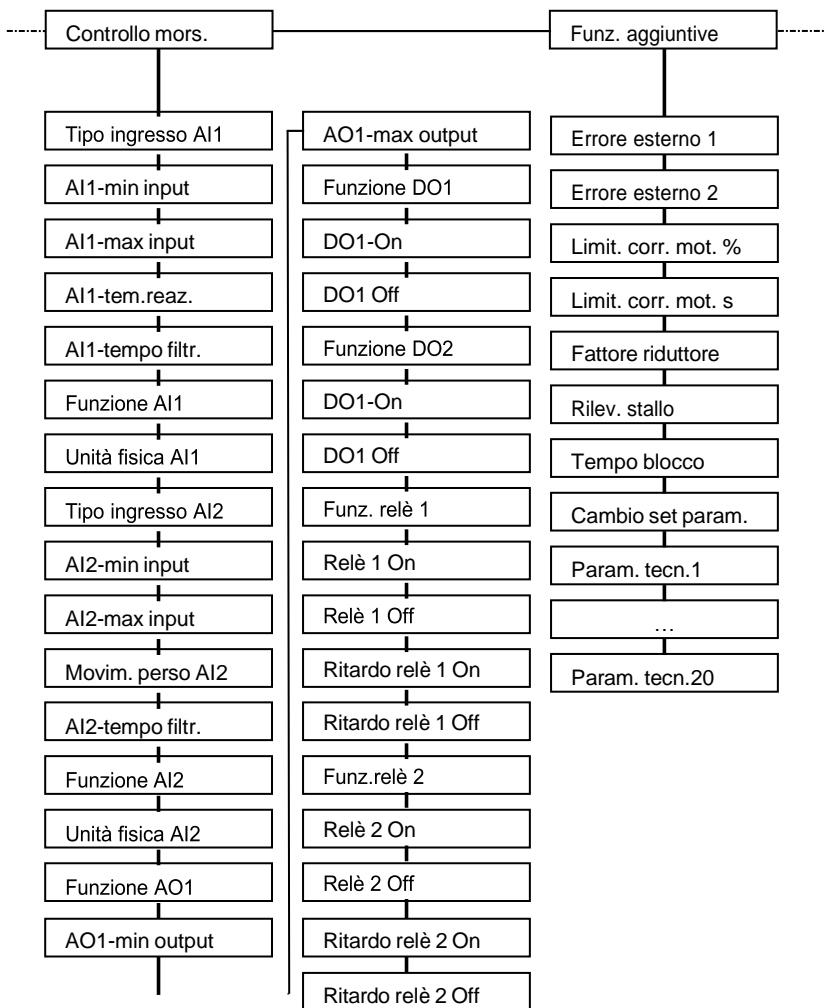 Controllo mors.
Funz. aggiuntive
Tipo ingresso AI1
AI1-min input
AI1-max input
AI1-tem.reaz.
AI1-tempo filtr.
Funzione AI1
Unità fisica AI1
Tipo ingresso AI2
AI2-min input
AI2-max input
Movim. perso AI2
AI2-tempo filtr.
Funzione AI2
Unità fisica AI2
Funzione AO1
AO1-min output
AO1-max output
Funzione DO1
DO1-On
DO1 Off
Funzione DO2
DO1-On
DO1 Off
Funz. relè 1
Relè 1 On
Relè 1 Off
Ritardo relè 1 On
Ritardo relè 1 Off
Funz.relè 2
Relè 2 On
Relè 2 Off
Ritardo relè 2 On
Ritardo relè 2 Off
Errore esterno 1
Errore esterno 2
Limit. corr. mot. %
Limit. corr. mot. s
Fattore riduttore
Rilev. stallo
Tempo blocco
Cambio set param.
Param. tecn.1
…
Param. tecn.20